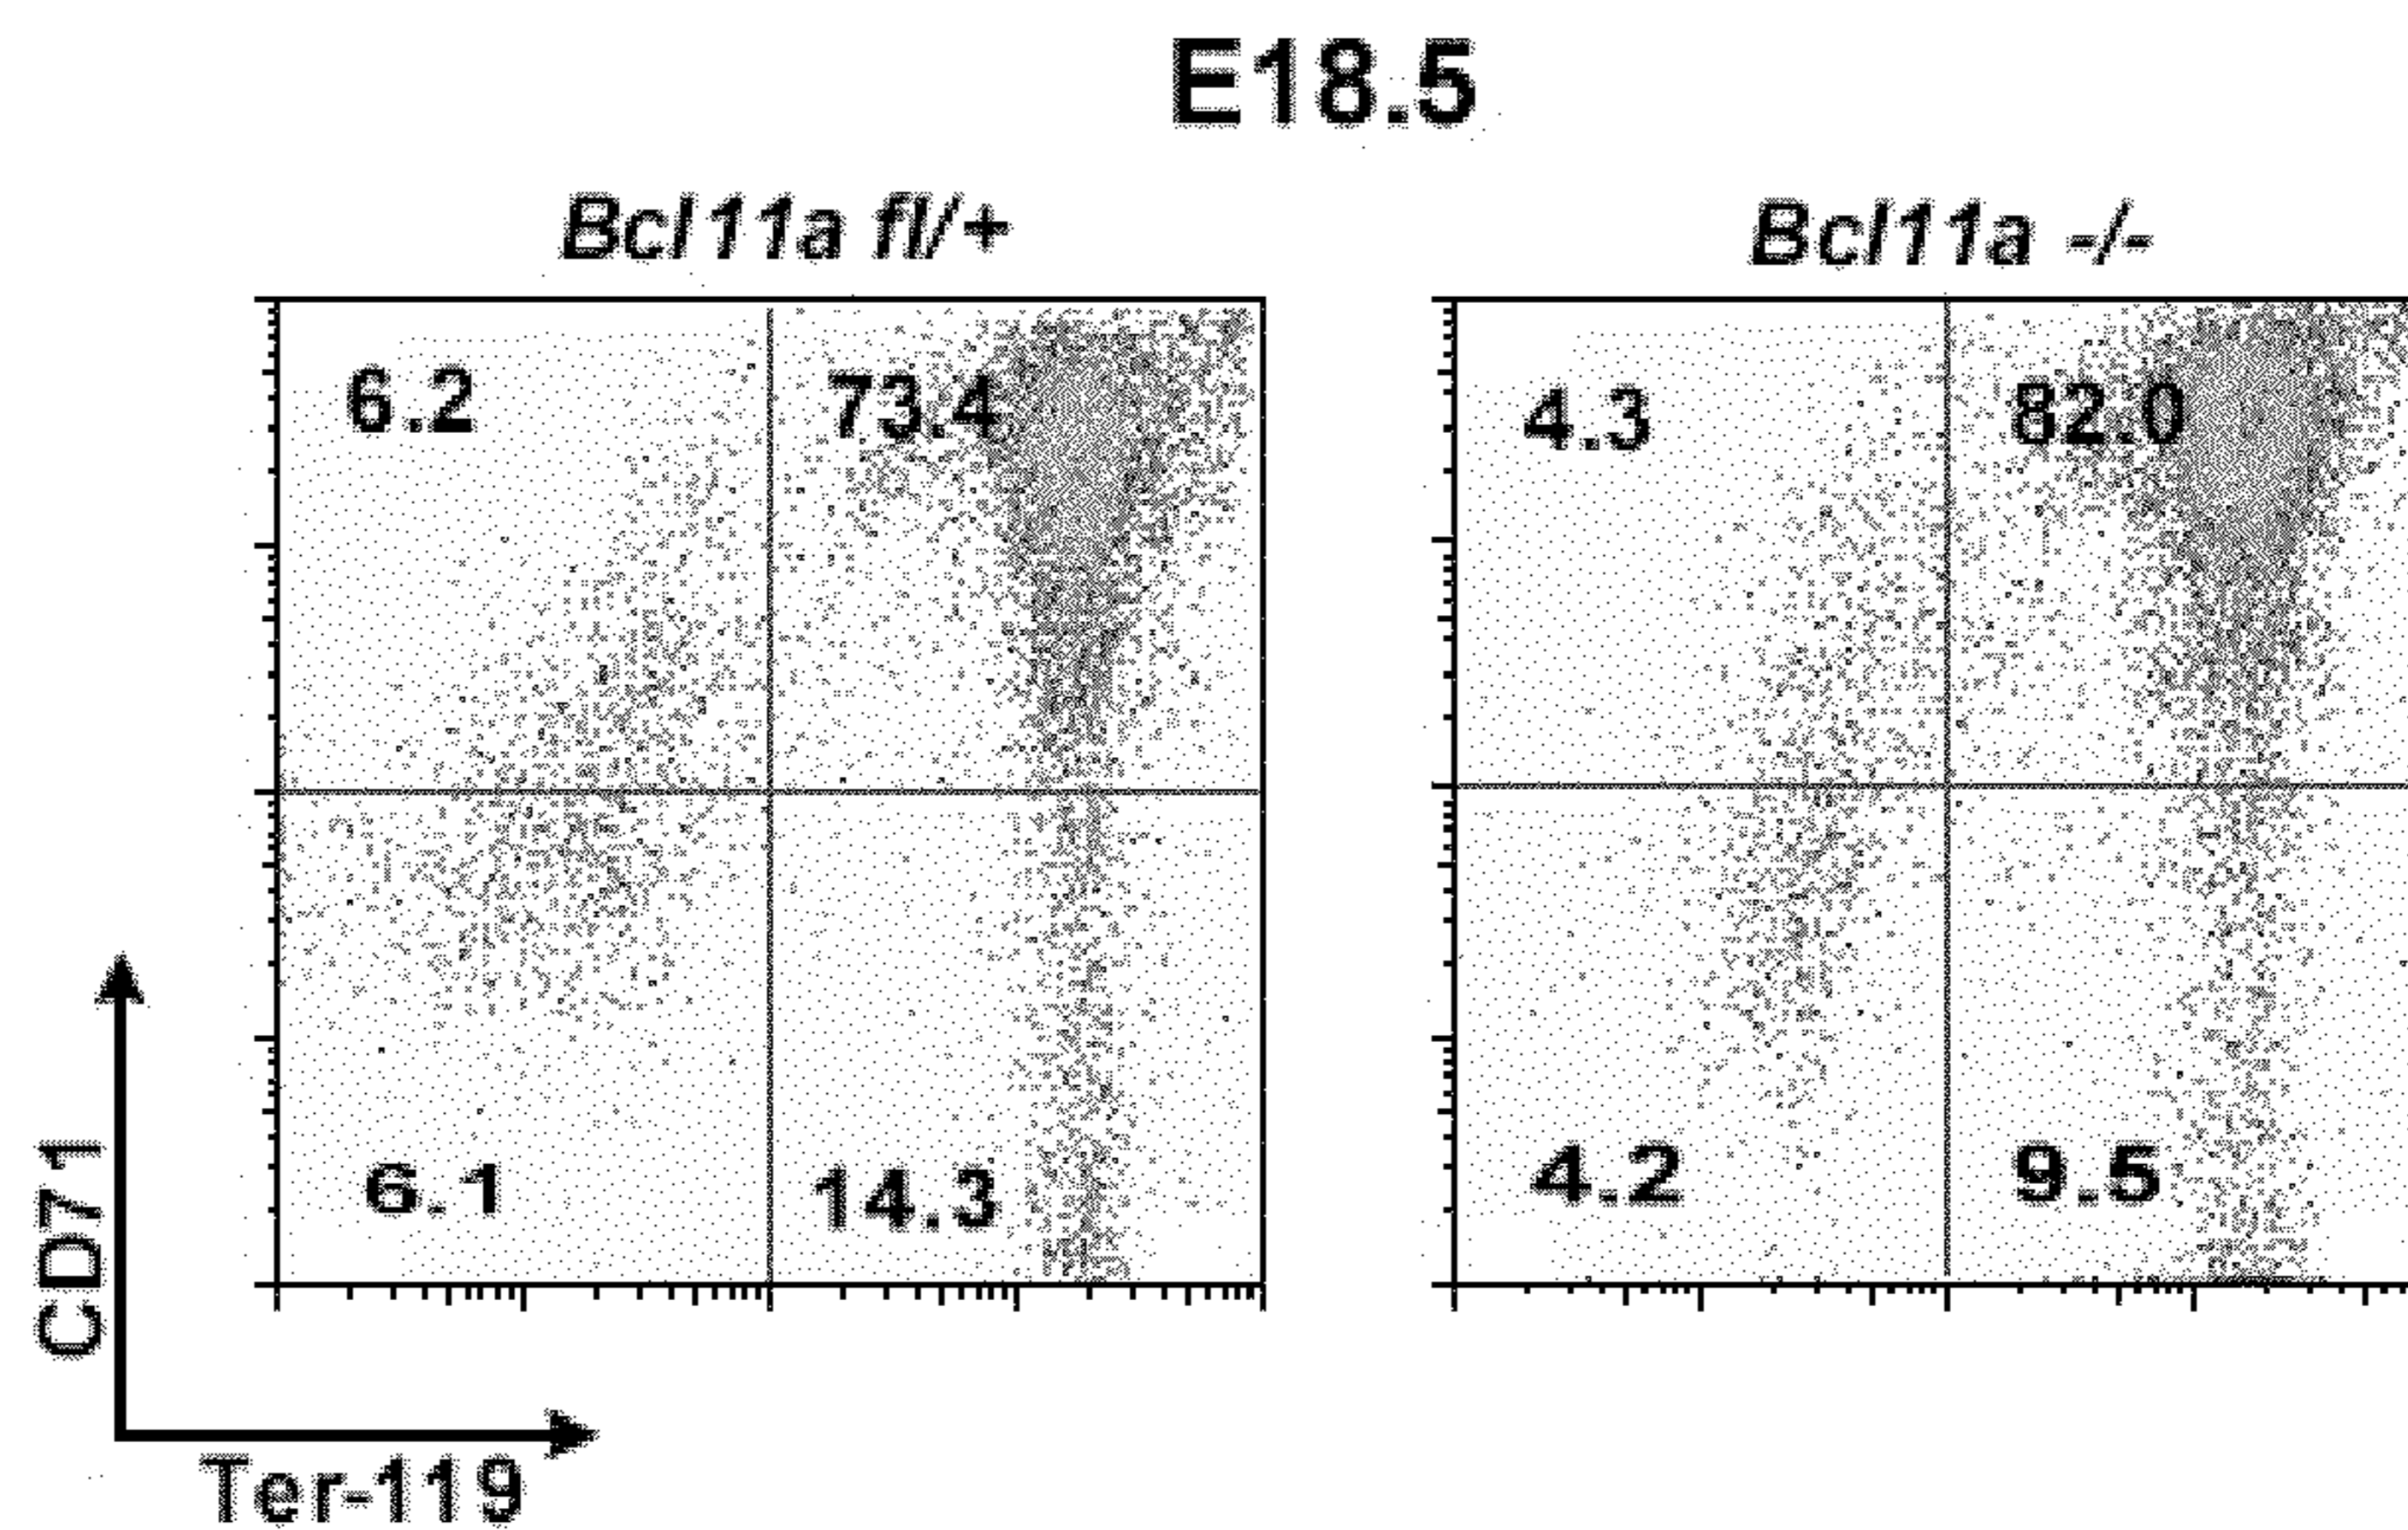 E18.5
Bcl11a fl/+
Bcl11a -/-
6.2
73.4
4.3
82.0
6.1
14.3
4.2
9.5
CD71
Ter-119